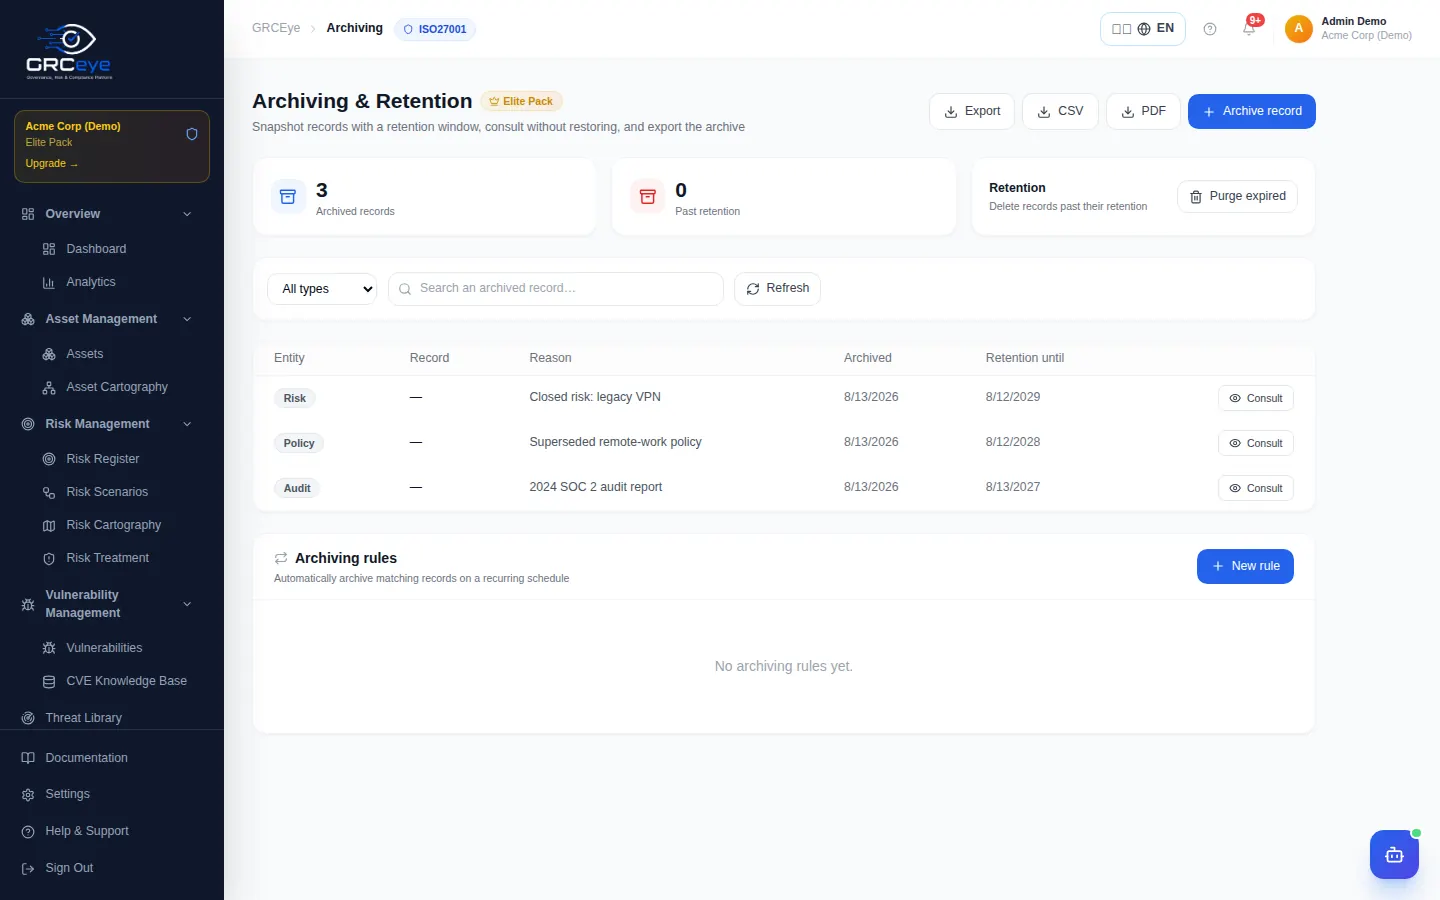 GRCeye
Governance, Risk & Compliance Platform
Acme Corp (Demo)
Elite Pack
Upgrade →
Overview
Dashboard
Analytics
Asset Management
Assets
Asset Cartography
Risk Management
Risk Register
Risk Scenarios
Risk Cartography
Risk Treatment
Vulnerability
Management
Vulnerabilities
CVE Knowledge Base
Threat Library
Documentation
Settings
Help & Support
Sign Out
GRCEye
Archiving
ISO27001
EN
9+
A
Admin Demo
Acme Corp (Demo)
Archiving & Retention
Elite Pack
Snapshot records with a retention window, consult without restoring, and export the archive
Export
CSV
PDF
Archive record
3
Archived records
0
Past retention
Retention
Delete records past their retention
Purge expired
All types
Search an archived record…
Refresh
Entity Record Reason Archived Retention until
Risk — Closed risk: legacy VPN 8/13/2026 8/12/2029 Consult
Policy — Superseded remote-work policy 8/13/2026 8/12/2028 Consult
Audit — 2024 SOC 2 audit report 8/13/2026 8/13/2027 Consult
Archiving rules
Automatically archive matching records on a recurring schedule
New rule
No archiving rules yet.